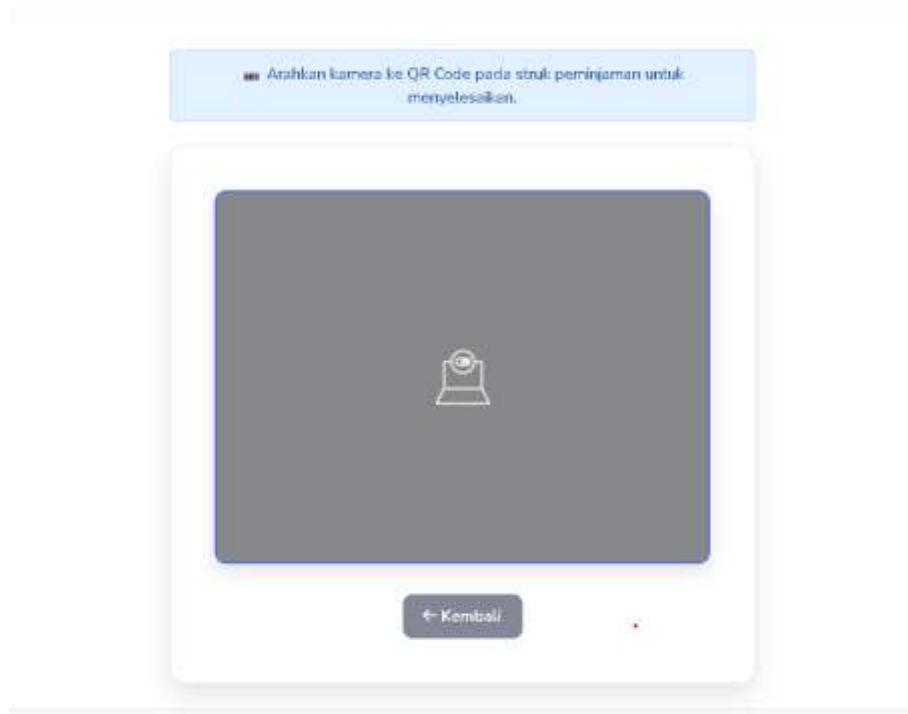 Arahkan kamera ke QR Code pada struk peminjaman untuk
menyelesaikan.
← Kembali